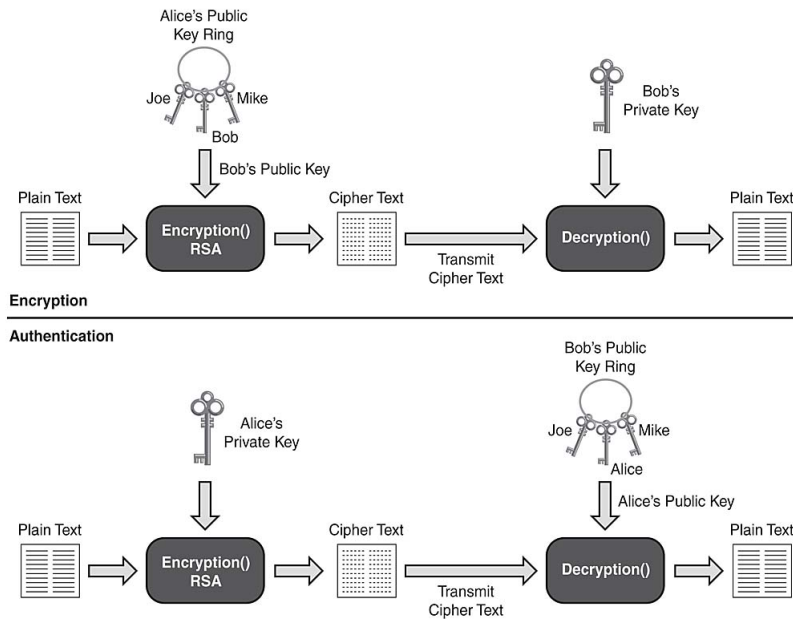 Alice's Public
Key Ring
Joe
Mike
Bob
Bob's
Private Key
Bob's Public Key
Plain Text
Cipher Text
Plain Text
Encryption()
RSA
Decryption()
Transmit
Cipher Text
Encryption
Authentication
Bob's Public
Key Ring
Alice's
Private Key
Joe
Mike
Alice
Alice's Public Key
Plain Text
Cipher Text
Plain Text
Encryption()
RSA
Decryption()
Transmit
Cipher Text